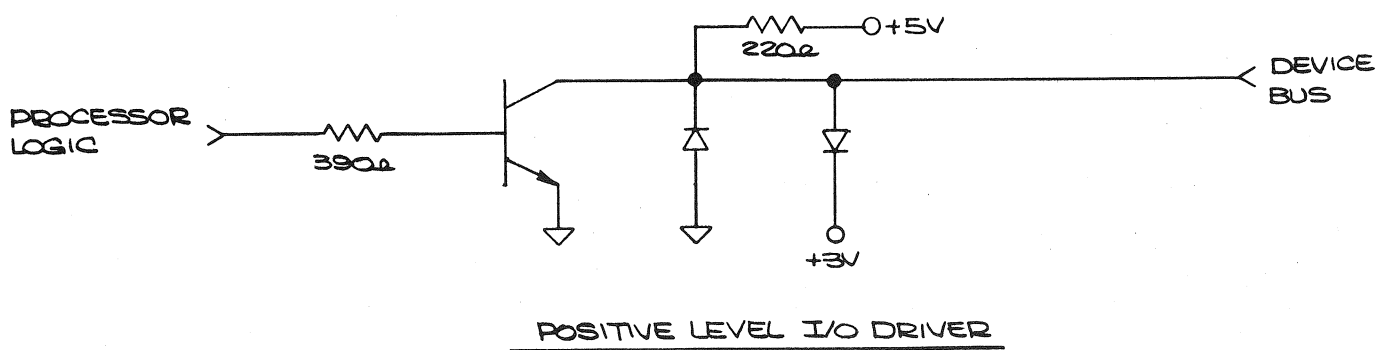 +5V
220Ω
DEVICE
BUS
PROCESSOR
LOGIC
390Ω
+3V
POSITIVE LEVEL I/O DRIVER